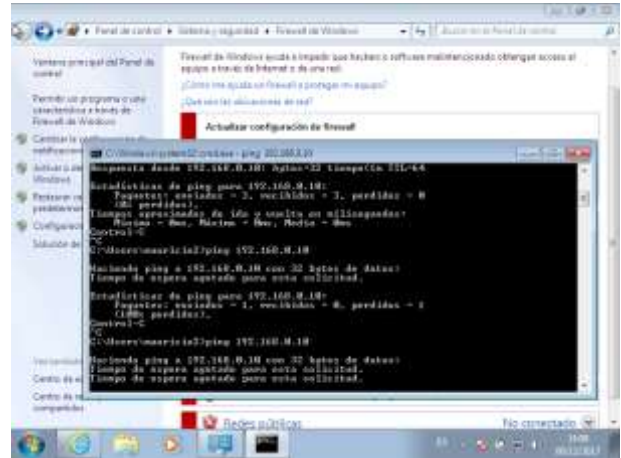 Panel de control ▸ Sistema y seguridad ▸ Firewall de Windows
Ventana principal del Panel de control
Firewall de Windows ayuda a impedir que hackers o software malintencionado obtengan acceso al
equipo a través de Internet o de una red.
¿Cómo me ayuda un firewall a proteger mi equipo?
¿Qué son las ubicaciones de red?
Permitir un programa o una
característica a través de
Firewall de Windows
Actualizar configuración de firewall
C:\Windows\system32\cmd.exe - ping 192.168.0.10
Respuesta desde 192.168.0.10: bytes=32 tiempo<1m TTL=64
Estadísticas de ping para 192.168.0.10:
Paquetes: enviados = 3, recibidos = 3, perdidos = 0
(0% perdidos),
Tiempos aproximados de ida y vuelta en milisegundos:
Mínimo = 0ms, Máximo = 0ms, Media = 0ms
Control-C
^C
C:\Users\mauricio2>ping 192.168.0.10
Haciendo ping a 192.168.0.10 con 32 bytes de datos:
Tiempo de espera agotado para esta solicitud.
Estadísticas de ping para 192.168.0.10:
Paquetes: enviados = 1, recibidos = 0, perdidos = 1
(100% perdidos),
Control-C
^C
C:\Users\mauricio2>ping 192.168.0.10
Haciendo ping a 192.168.0.10 con 32 bytes de datos:
Tiempo de espera agotado para esta solicitud.
Tiempo de espera agotado para esta solicitud.
Redes públicas
No conectado